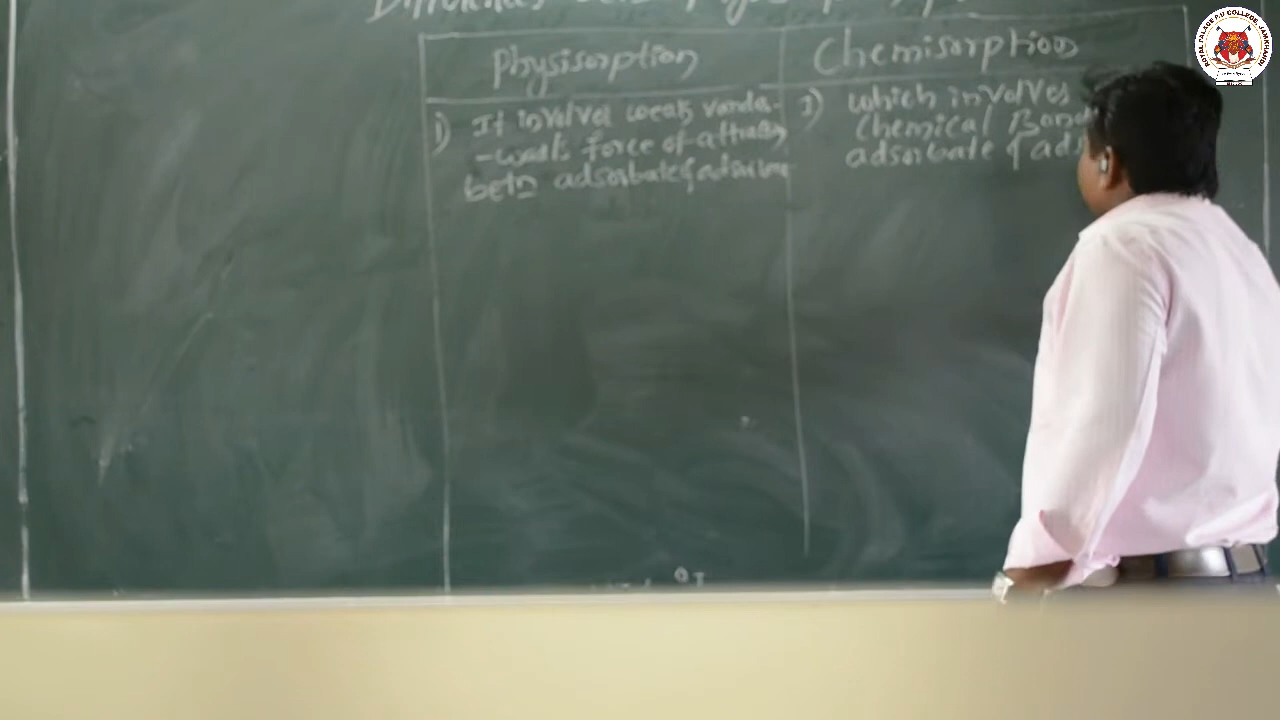 Differences
Physisorption
Chemisorption
1) It involves weak vanda-
-waals force of attraction
betn adsorbate & adsorbent
1) which involves
Chemical Bond
adsorbate & ads